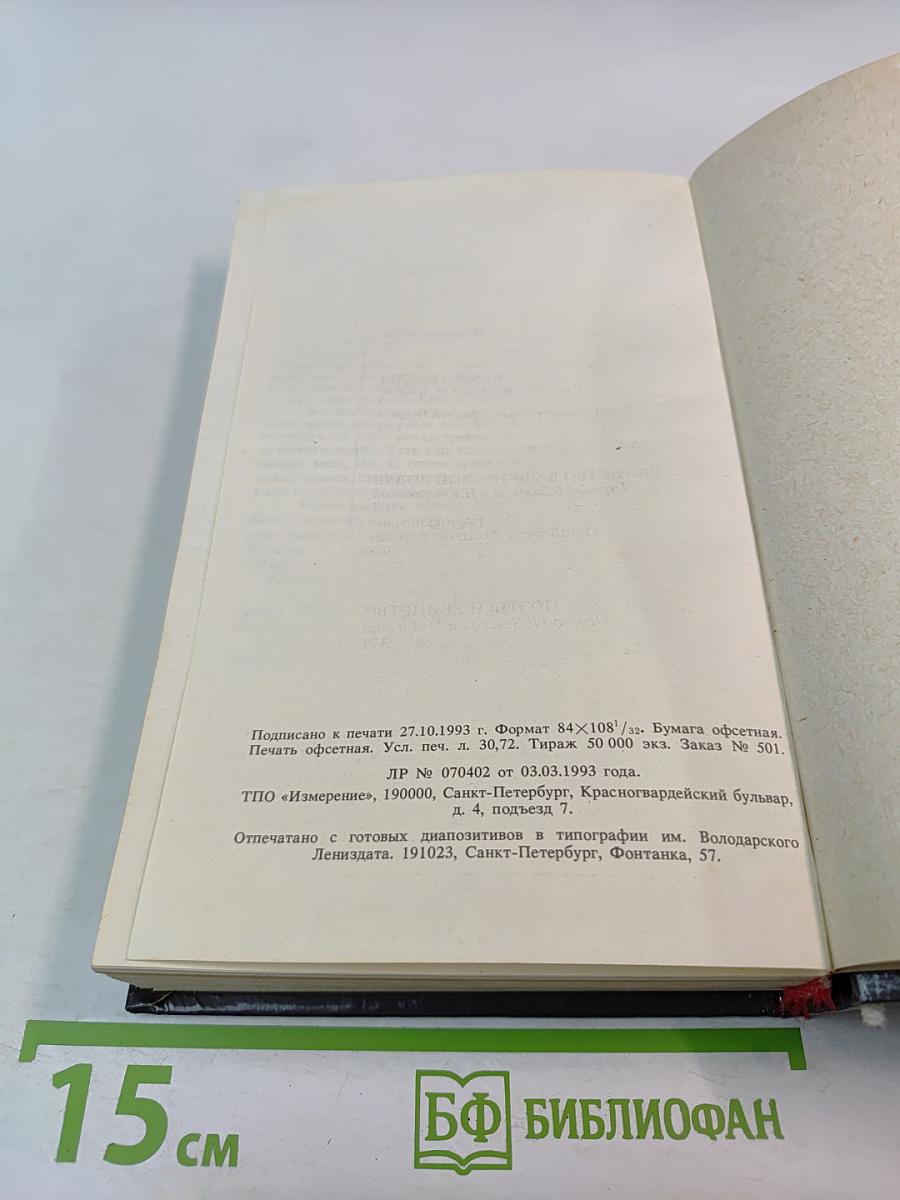 Подписано к печати 27.10.1993 г. Формат 84×108¹/₃₂. Бумага офсетная.
Печать офсетная. Усл. печ. л. 30,72. Тираж 50 000 экз. Заказ № 501.
ЛР № 070402 от 03.03.1993 года.
ТПО «Измерение», 190000, Санкт-Петербург, Красногвардейский бульвар,
д. 4, подъезд 7.
Отпечатано с готовых диапозитивов в типографии им. Володарского
Лениздата. 191023, Санкт-Петербург, Фонтанка, 57.
15 см
БФ БИБЛИОФАН